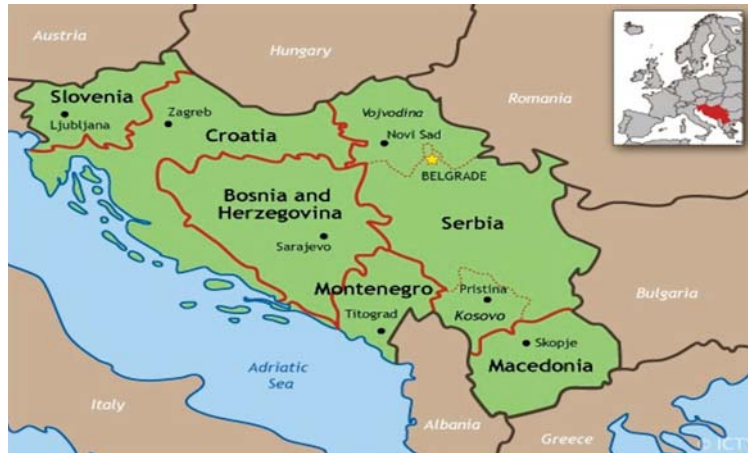 Austria
Hungary
Slovenia
Ljubljana
Zagreb
Croatia
Vojvodina
Novi Sad
Romania
BELGRADE
Bosnia and
Herzegovina
Sarajevo
Serbia
Montenegro
Titograd
Pristina
Kosovo
Bulgaria
Skopje
Macedonia
Adriatic
Sea
Italy
Albania
Greece
© ICTY